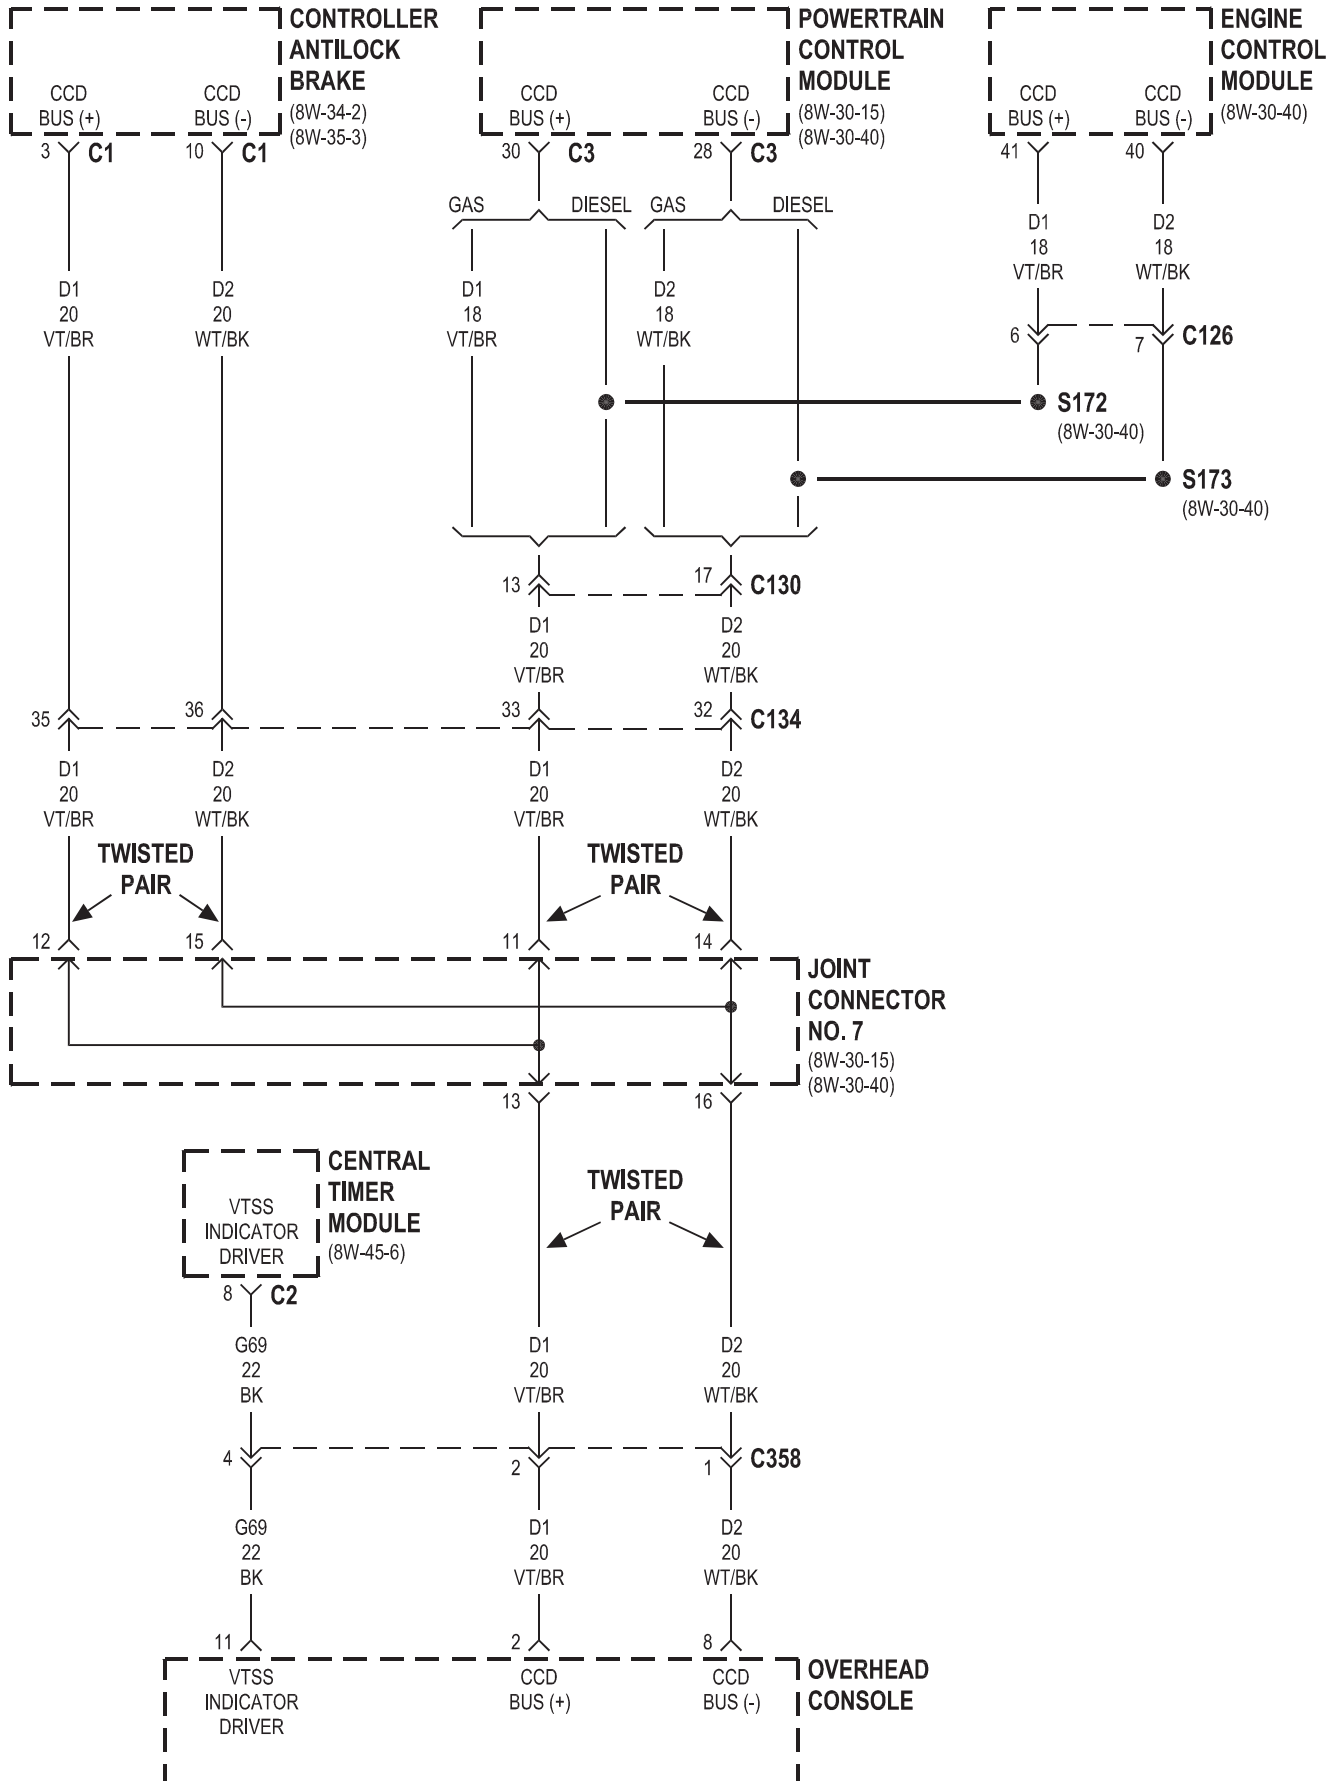 CONTROLLER
ANTILOCK
BRAKE
(8W-34-2)
(8W-35-3)
CCD
BUS (+)
CCD
BUS (-)
3
C1
10
C1
POWERTRAIN
CONTROL
MODULE
(8W-30-15)
(8W-30-40)
CCD
BUS (+)
CCD
BUS (-)
30
C3
28
C3
ENGINE
CONTROL
MODULE
(8W-30-40)
CCD
BUS (+)
CCD
BUS (-)
41
40
GAS
DIESEL
GAS
DIESEL
D1
18
VT/BR
D2
18
WT/BK
D1
20
VT/BR
D2
20
WT/BK
D1
18
VT/BR
D2
18
WT/BK
6
7
C126
S172
(8W-30-40)
S173
(8W-30-40)
13
17
C130
D1
20
VT/BR
D2
20
WT/BK
35
36
33
32
C134
D1
20
VT/BR
D2
20
WT/BK
D1
20
VT/BR
D2
20
WT/BK
TWISTED
PAIR
TWISTED
PAIR
12
15
11
14
JOINT
CONNECTOR
NO. 7
(8W-30-15)
(8W-30-40)
13
16
CENTRAL
TIMER
MODULE
(8W-45-6)
VTSS
INDICATOR
DRIVER
8
C2
TWISTED
PAIR
G69
22
BK
D1
20
VT/BR
D2
20
WT/BK
4
2
1
C358
G69
22
BK
D1
20
VT/BR
D2
20
WT/BK
11
2
8
VTSS
INDICATOR
DRIVER
CCD
BUS (+)
CCD
BUS (-)
OVERHEAD
CONSOLE